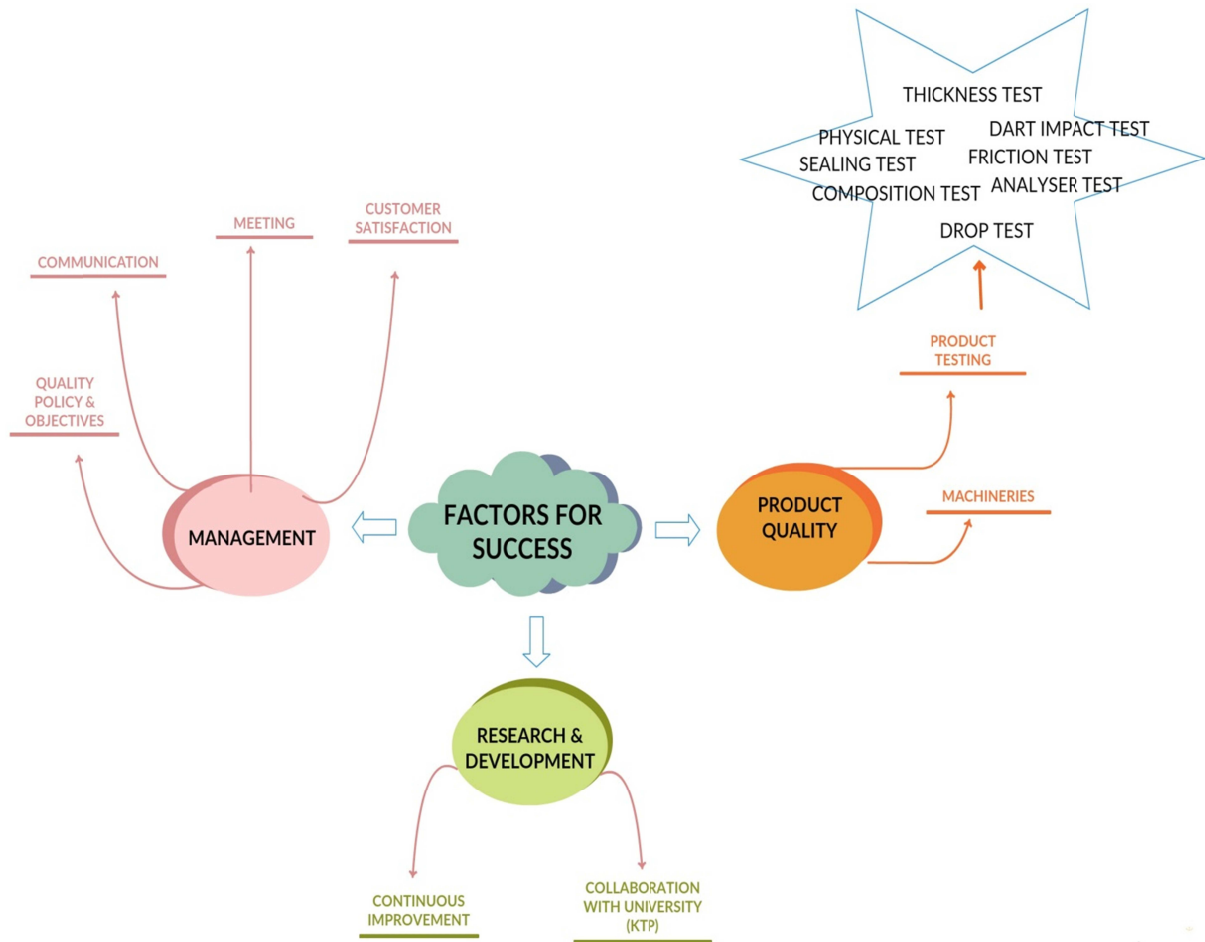 THICKNESS TEST
PHYSICAL TEST
DART IMPACT TEST
SEALING TEST
FRICTION TEST
COMPOSITION TEST
ANALYSER TEST
DROP TEST
CUSTOMER
SATISFACTION
MEETING
COMMUNICATION
QUALITY
POLICY &
OBJECTIVES
PRODUCT
TESTING
MACHINERIES
MANAGEMENT
FACTORS FOR
SUCCESS
PRODUCT
QUALITY
RESEARCH &
DEVELOPMENT
CONTINUOUS
IMPROVEMENT
COLLABORATION
WITH UNIVERSITY
(KTP)